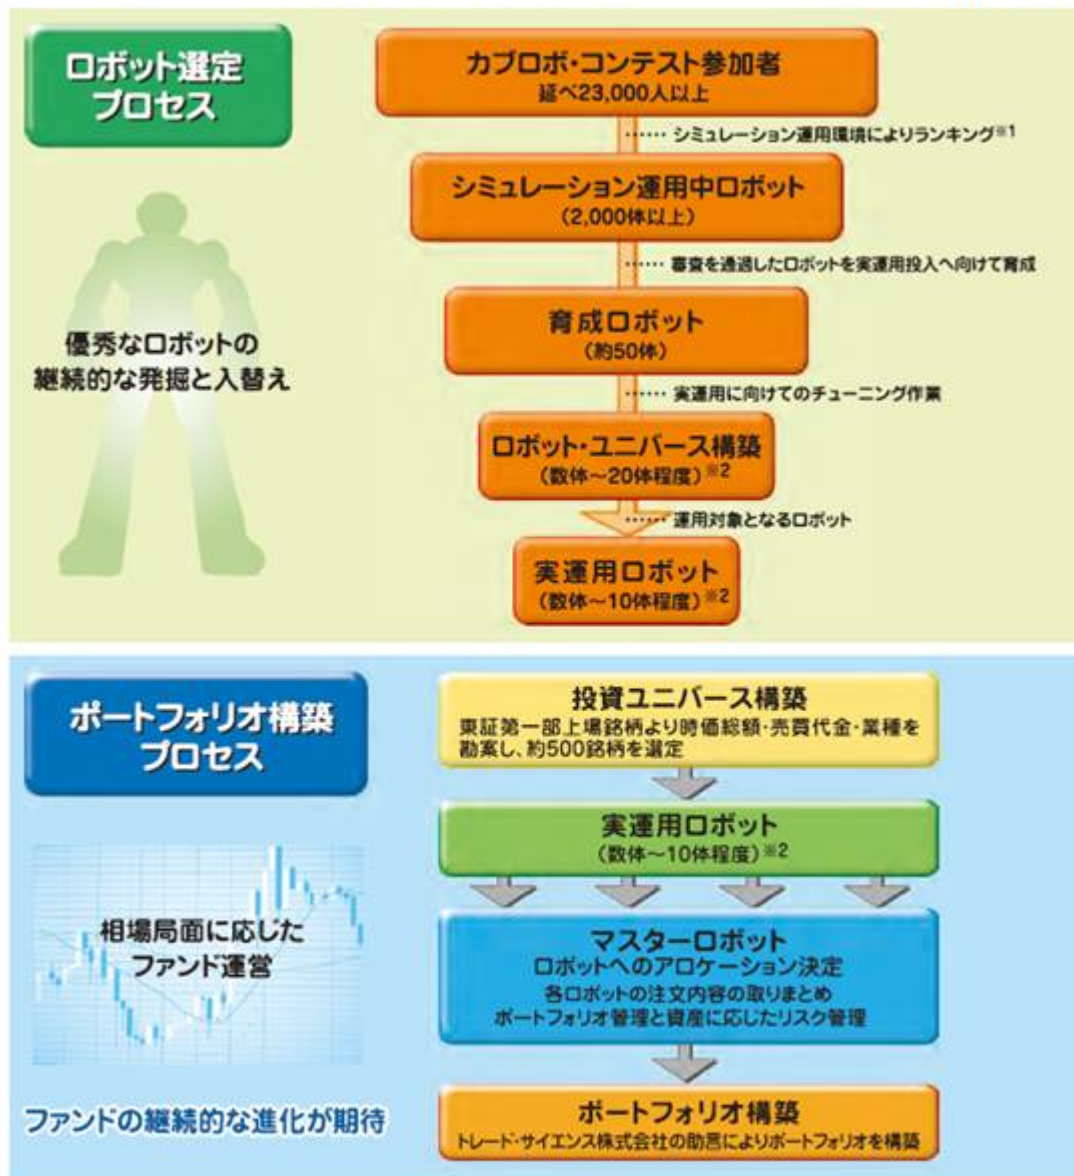 ロボット選定
プロセス
カブロボ・コンテスト参加者
延べ23,000人以上
…… シミュレーション運用環境によりランキング※1
シミュレーション運用中ロボット
（2,000体以上）
…… 審査を通過したロボットを実運用投入へ向けて育成
育成ロボット
（約50体）
…… 実運用に向けてのチューニング作業
ロボット・ユニバース構築
（数体～20体程度）※2
…… 運用対象となるロボット
実運用ロボット
（数体～10体程度）※2
優秀なロボットの
継続的な発掘と入替え
ポートフォリオ構築
プロセス
投資ユニバース構築
東証第一部上場銘柄より時価総額・売買代金・業種を
勘案し、約500銘柄を選定
実運用ロボット
（数体～10体程度）※2
マスターロボット
ロボットへのアロケーション決定
各ロボットの注文内容の取りまとめ
ポートフォリオ管理と資産に応じたリスク管理
ポートフォリオ構築
トレード・サイエンス株式会社の助言によりポートフォリオを構築
相場局面に応じた
ファンド運営
ファンドの継続的な進化が期待